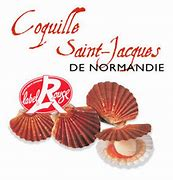 Coquille
Saint-Jacques
DE NORMANDIE
label
Rouge